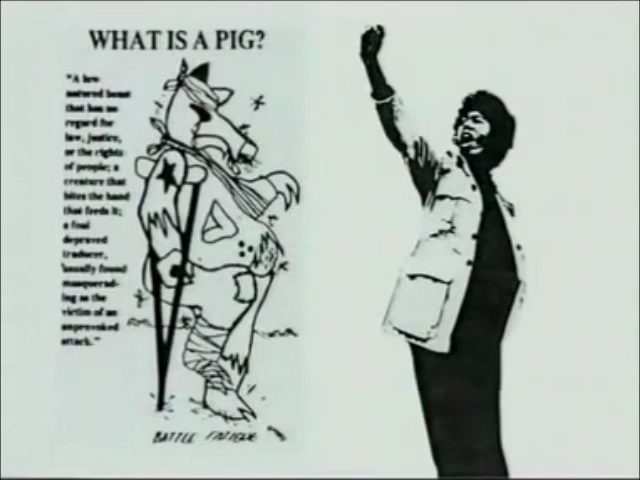 WHAT IS A PIG?
"A low
natured beast
that has no
regard for
law, justice,
or the rights
of people; a
creature that
bites the hand
that feeds it;
a foul
depraved
traducer,
usually found
masquerad-
ing as the
victim of an
unprovoked
attack."
BATTLE FATIGUE